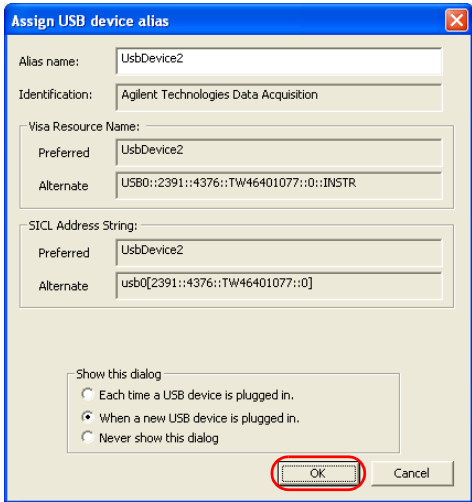 Assign USB device alias
Alias name: UsbDevice2
Identification: Agilent Technologies Data Acquisition
Visa Resource Name:
Preferred UsbDevice2
Alternate USB0::2391::4376::TW46401077::0::INSTR
SICL Address String:
Preferred UsbDevice2
Alternate usb0[2391::4376::TW46401077::0]
Show this dialog
Each time a USB device is plugged in.
When a new USB device is plugged in.
Never show this dialog
OK Cancel